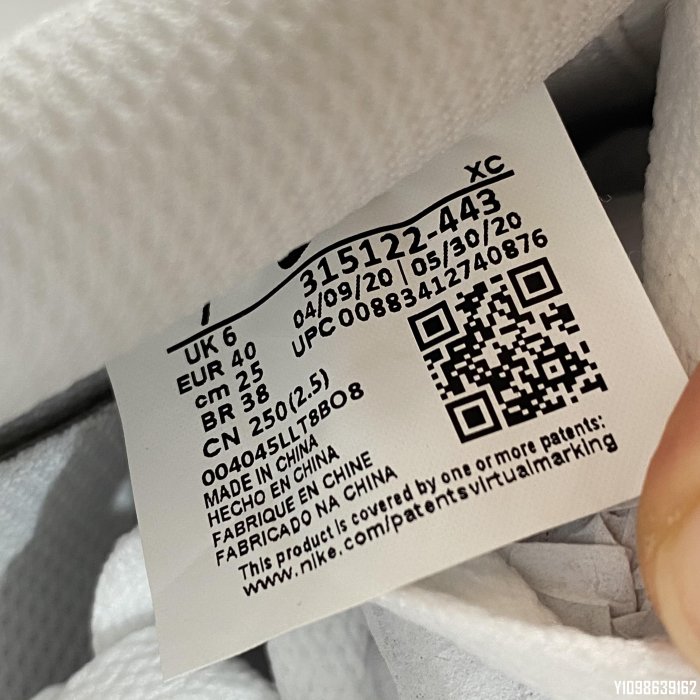 XC
315122-443
04/09/20 | 05/30/20
UPC 00883412740876
UK 6
EUR 40
cm 25
BR 38
CN 250(2.5)
004045LLT8BO8
MADE IN CHINA
HECHO EN CHINA
FABRIQUE EN CHINE
FABRICADO NA CHINA
This product is covered by one or more patents:
www.nike.com/patentsvirtualmarking
Y1098639162